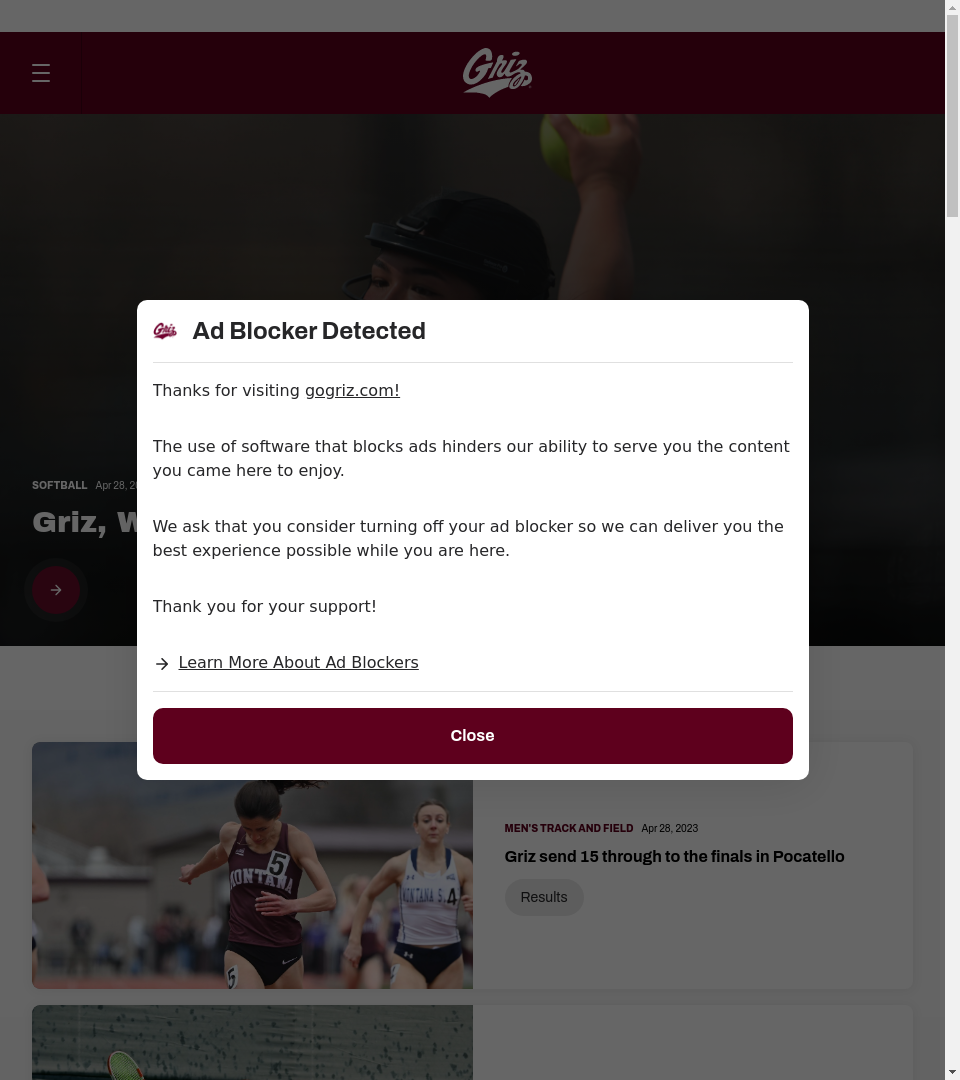 Griz
Griz
Ad Blocker Detected
Thanks for visiting gogriz.com!
The use of software that blocks ads hinders our ability to serve you the content
you came here to enjoy.
We ask that you consider turning off your ad blocker so we can deliver you the
best experience possible while you are here.
Thank you for your support!
Learn More About Ad Blockers
Close
SOFTBALL Apr 28,
Griz,
5
MONTANA
5
4
MEN'S TRACK AND FIELD Apr 28, 2023
Griz send 15 through to the finals in Pocatello
Results